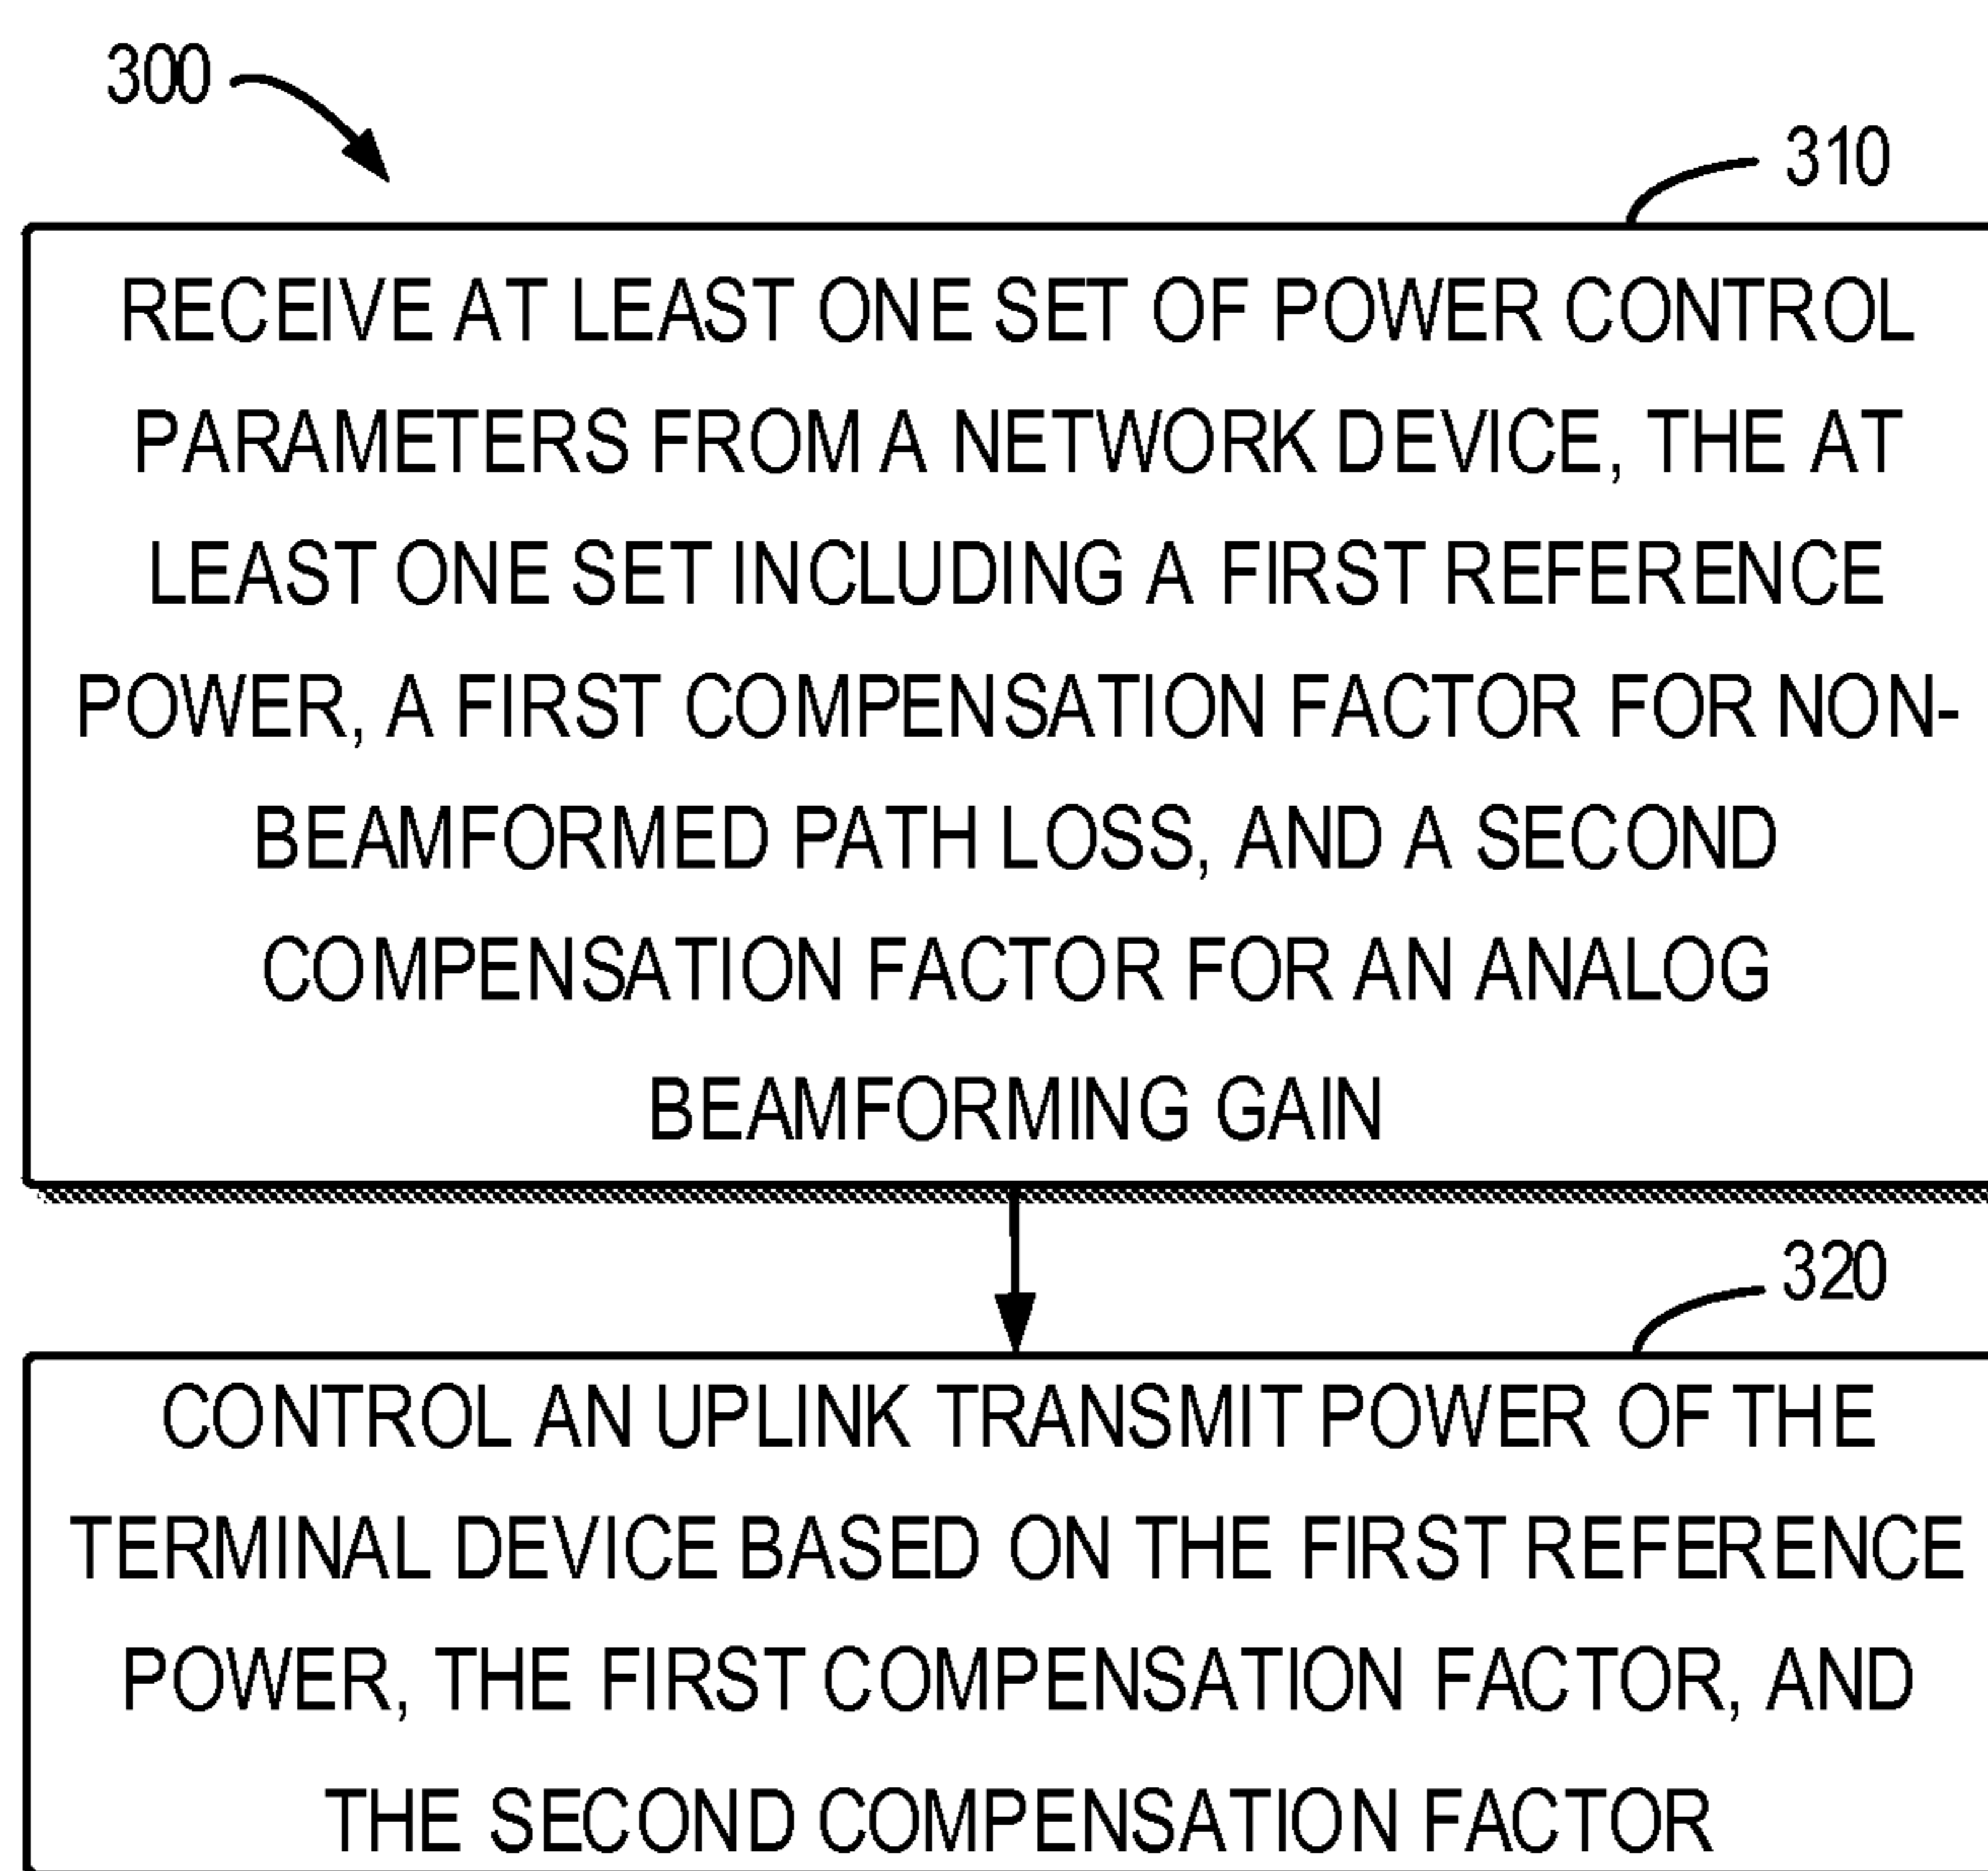 300
310
RECEIVE AT LEAST ONE SET OF POWER CONTROL
PARAMETERS FROM A NETWORK DEVICE, THE AT
LEAST ONE SET INCLUDING A FIRST REFERENCE
POWER, A FIRST COMPENSATION FACTOR FOR NON-
BEAMFORMED PATH LOSS, AND A SECOND
COMPENSATION FACTOR FOR AN ANALOG
BEAMFORMING GAIN
320
CONTROL AN UPLINK TRANSMIT POWER OF THE
TERMINAL DEVICE BASED ON THE FIRST REFERENCE
POWER, THE FIRST COMPENSATION FACTOR, AND
THE SECOND COMPENSATION FACTOR